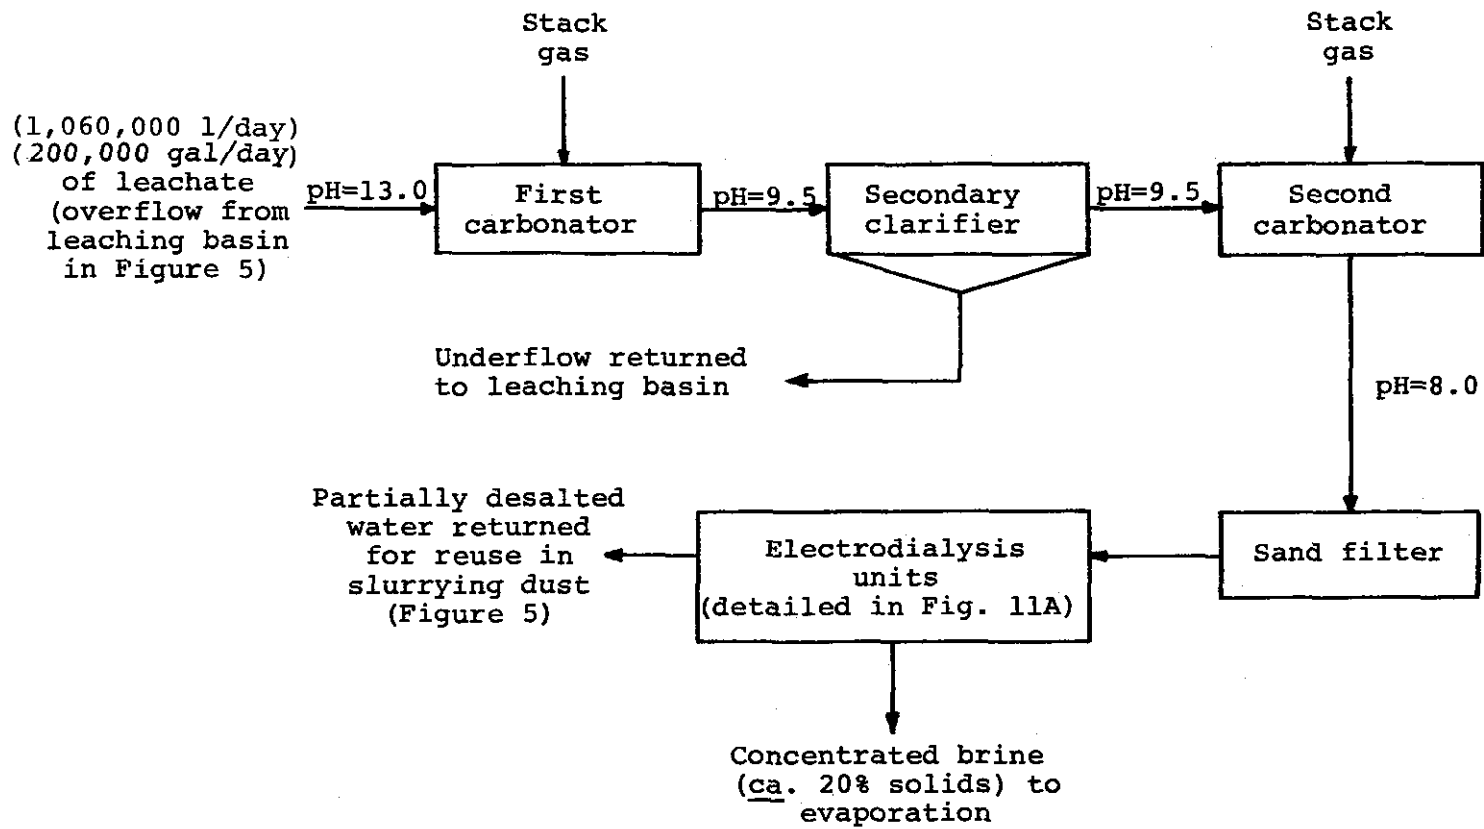 Stack
gas
Stack
gas
(1,060,000 l/day)
(200,000 gal/day)
of leachate
(overflow from
leaching basin
in Figure 5)
pH=13.0
First
carbonator
pH=9.5
Secondary
clarifier
pH=9.5
Second
carbonator
Underflow returned
to leaching basin
pH=8.0
Partially desalted
water returned
for reuse in
slurrying dust
(Figure 5)
Electrodialysis
units
(detailed in Fig. 11A)
Sand filter
Concentrated brine
(ca. 20% solids) to
evaporation